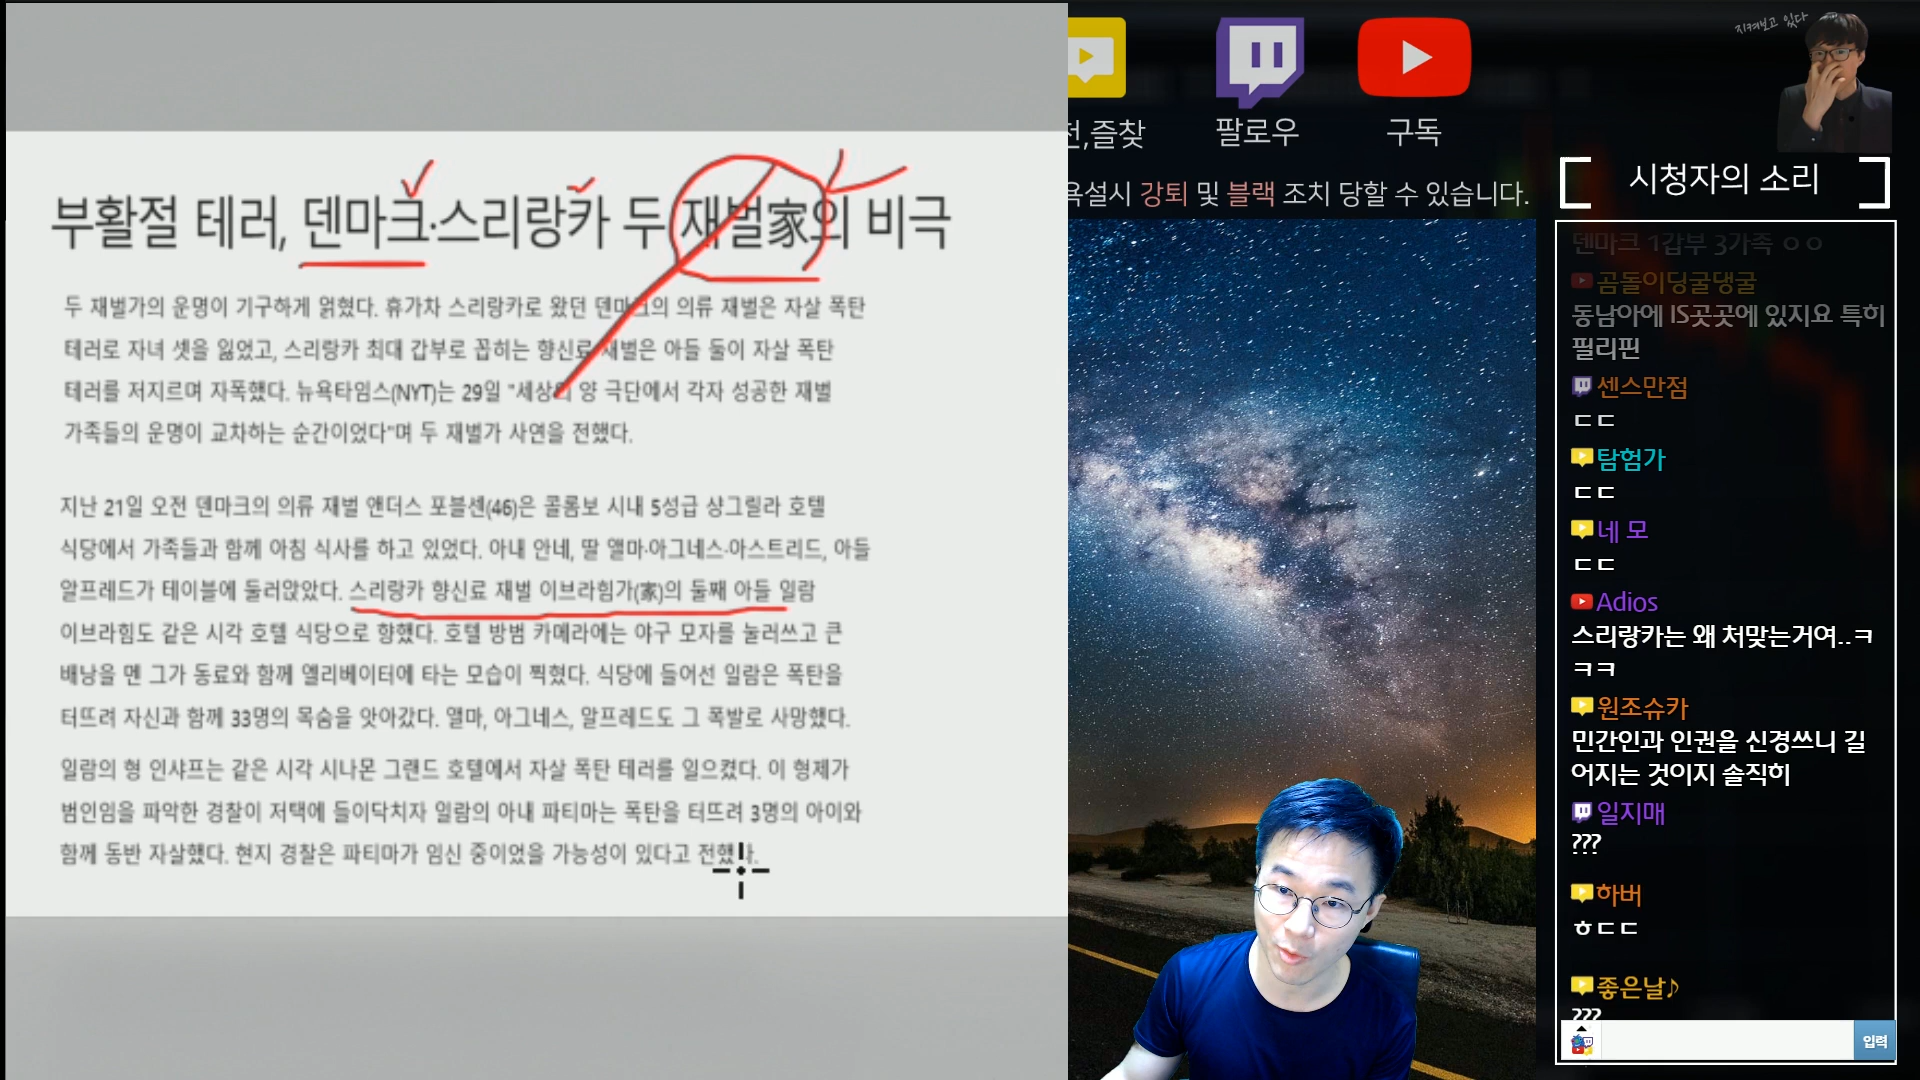 부활절 테러, 덴마크·스리랑카 두 재벌家의 비극
두 재벌가의 운명이 기구하게 얽혔다. 휴가차 스리랑카로 왔던 덴마크의 의류 재벌은 자살 폭탄
테러로 자녀 셋을 잃었고, 스리랑카 최대 갑부로 꼽히는 향신료 재벌은 아들 둘이 자살 폭탄
테러를 저지르며 자폭했다. 뉴욕타임스(NYT)는 29일 "세상의 양 극단에서 각자 성공한 재벌
가족들의 운명이 교차하는 순간이었다"며 두 재벌가 사연을 전했다.
지난 21일 오전 덴마크의 의류 재벌 앤더스 포블센(46)은 콜롬보 시내 5성급 샹그릴라 호텔
식당에서 가족들과 함께 아침 식사를 하고 있었다. 아내 안네, 딸 앨마·아그네스·아스트리드, 아들
알프레드가 테이블에 둘러앉았다. 스리랑카 향신료 재벌 이브라힘가(家)의 둘째 아들 일람
이브라힘도 같은 시각 호텔 식당으로 향했다. 호텔 방범 카메라에는 야구 모자를 눌러쓰고 큰
배낭을 멘 그가 동료와 함께 엘리베이터에 타는 모습이 찍혔다. 식당에 들어선 일람은 폭탄을
터뜨려 자신과 함께 33명의 목숨을 앗아갔다. 앨마, 아그네스, 알프레드도 그 폭발로 사망했다.
일람의 형 인샤프는 같은 시각 시나몬 그랜드 호텔에서 자살 폭탄 테러를 일으켰다. 이 형제가
범인임을 파악한 경찰이 저택에 들이닥치자 일람의 아내 파티마는 폭탄을 터뜨려 3명의 아이와
함께 동반 자살했다. 현지 경찰은 파티마가 임신 중이었을 가능성이 있다고 전했다.
천,즐찾
팔로우
구독
욕설시 강퇴 및 블랙 조치 당할 수 있습니다.
지켜보고 있다
시청자의 소리
덴마크 1갑부 3가족 ㅇㅇ
곰돌이딩굴댕굴
동남아에 IS곳곳에 있지요 특히
필리핀
센스만점
ㄷㄷ
탐험가
ㄷㄷ
네 모
ㄷㄷ
Adios
스리랑카는 왜 처맞는거여..ㅋ
ㅋㅋ
원조슈카
민간인과 인권을 신경쓰니 길
어지는 것이지 솔직히
일지매
???
하버
ㅎㄷㄷ
좋은날♪
???
입력